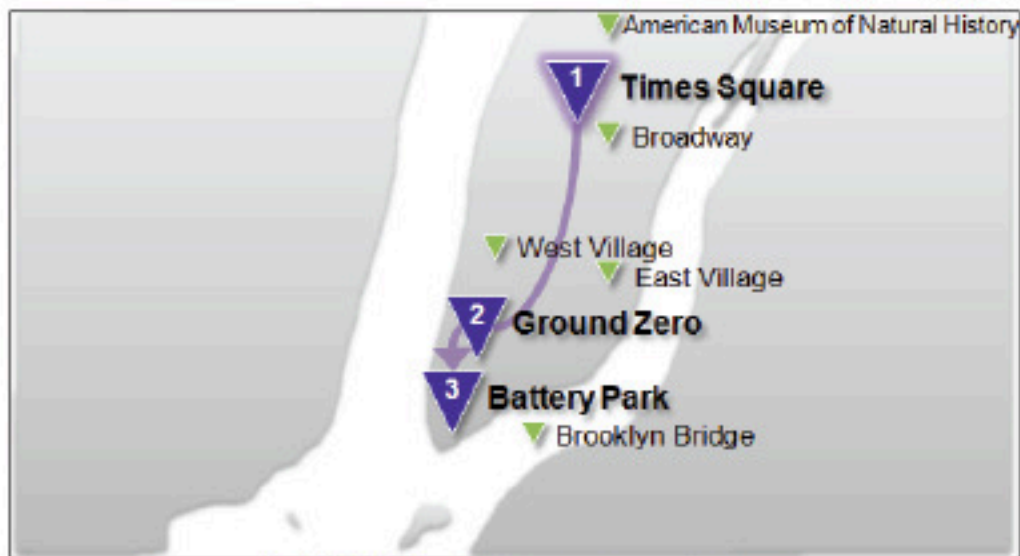 American Museum of Natural History
1
Times Square
Broadway
West Village
East Village
2
Ground Zero
3
Battery Park
Brooklyn Bridge